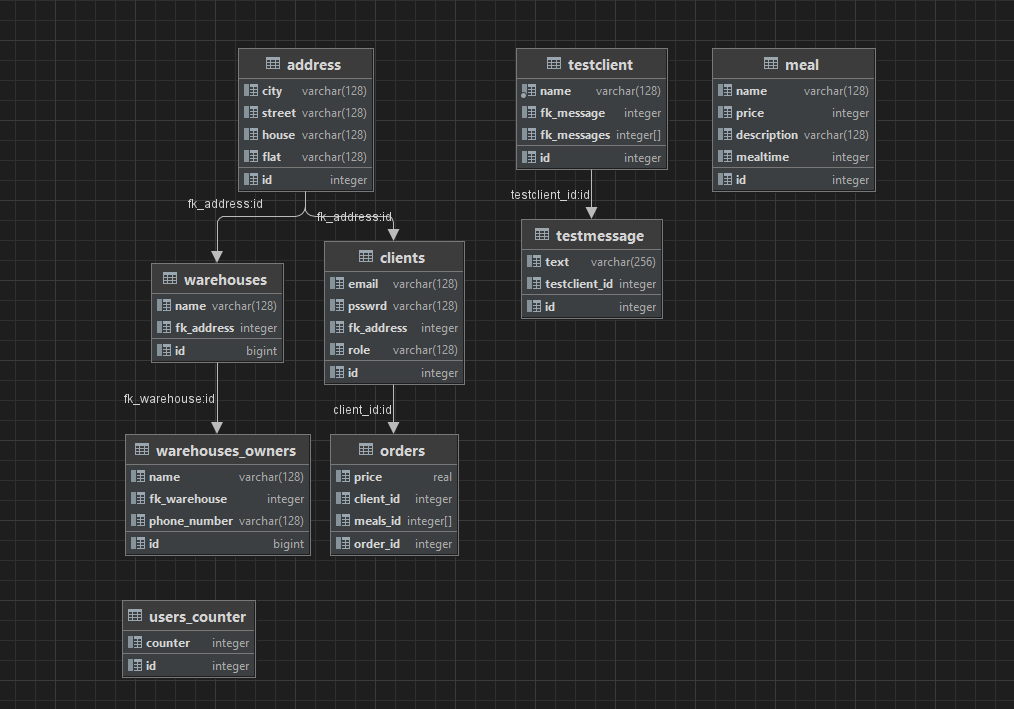 address
city varchar(128)
street varchar(128)
house varchar(128)
flat varchar(128)
id integer
testclient
name varchar(128)
fk_message integer
fk_messages integer[]
id integer
meal
name varchar(128)
price integer
description varchar(128)
mealtime integer
id integer
fk_address:id
fk_address:id
testclient_id:id
warehouses
name varchar(128)
fk_address integer
id bigint
clients
email varchar(128)
psswrd varchar(128)
fk_address integer
role varchar(128)
id integer
testmessage
text varchar(256)
testclient_id integer
id integer
fk_warehouse:id
client_id:id
warehouses_owners
name varchar(128)
fk_warehouse integer
phone_number varchar(128)
id bigint
orders
price real
client_id integer
meals_id integer[]
order_id integer
users_counter
counter integer
id integer